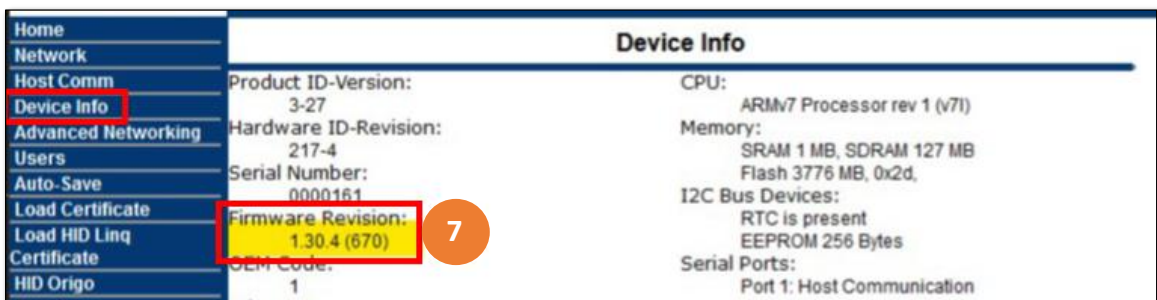 Home
Network
Host Comm
Device Info
Advanced Networking
Users
Auto-Save
Load Certificate
Load HID Linq
Certificate
HID Origo
Device Info
Product ID-Version:
3-27
Hardware ID-Revision:
217-4
Serial Number:
0000161
Firmware Revision:
1.30.4 (670)
7
OEM Code:
1
CPU:
ARMv7 Processor rev 1 (v7l)
Memory:
SRAM 1 MB, SDRAM 127 MB
Flash 3776 MB, 0x2d,
I2C Bus Devices:
RTC is present
EEPROM 256 Bytes
Serial Ports:
Port 1: Host Communication